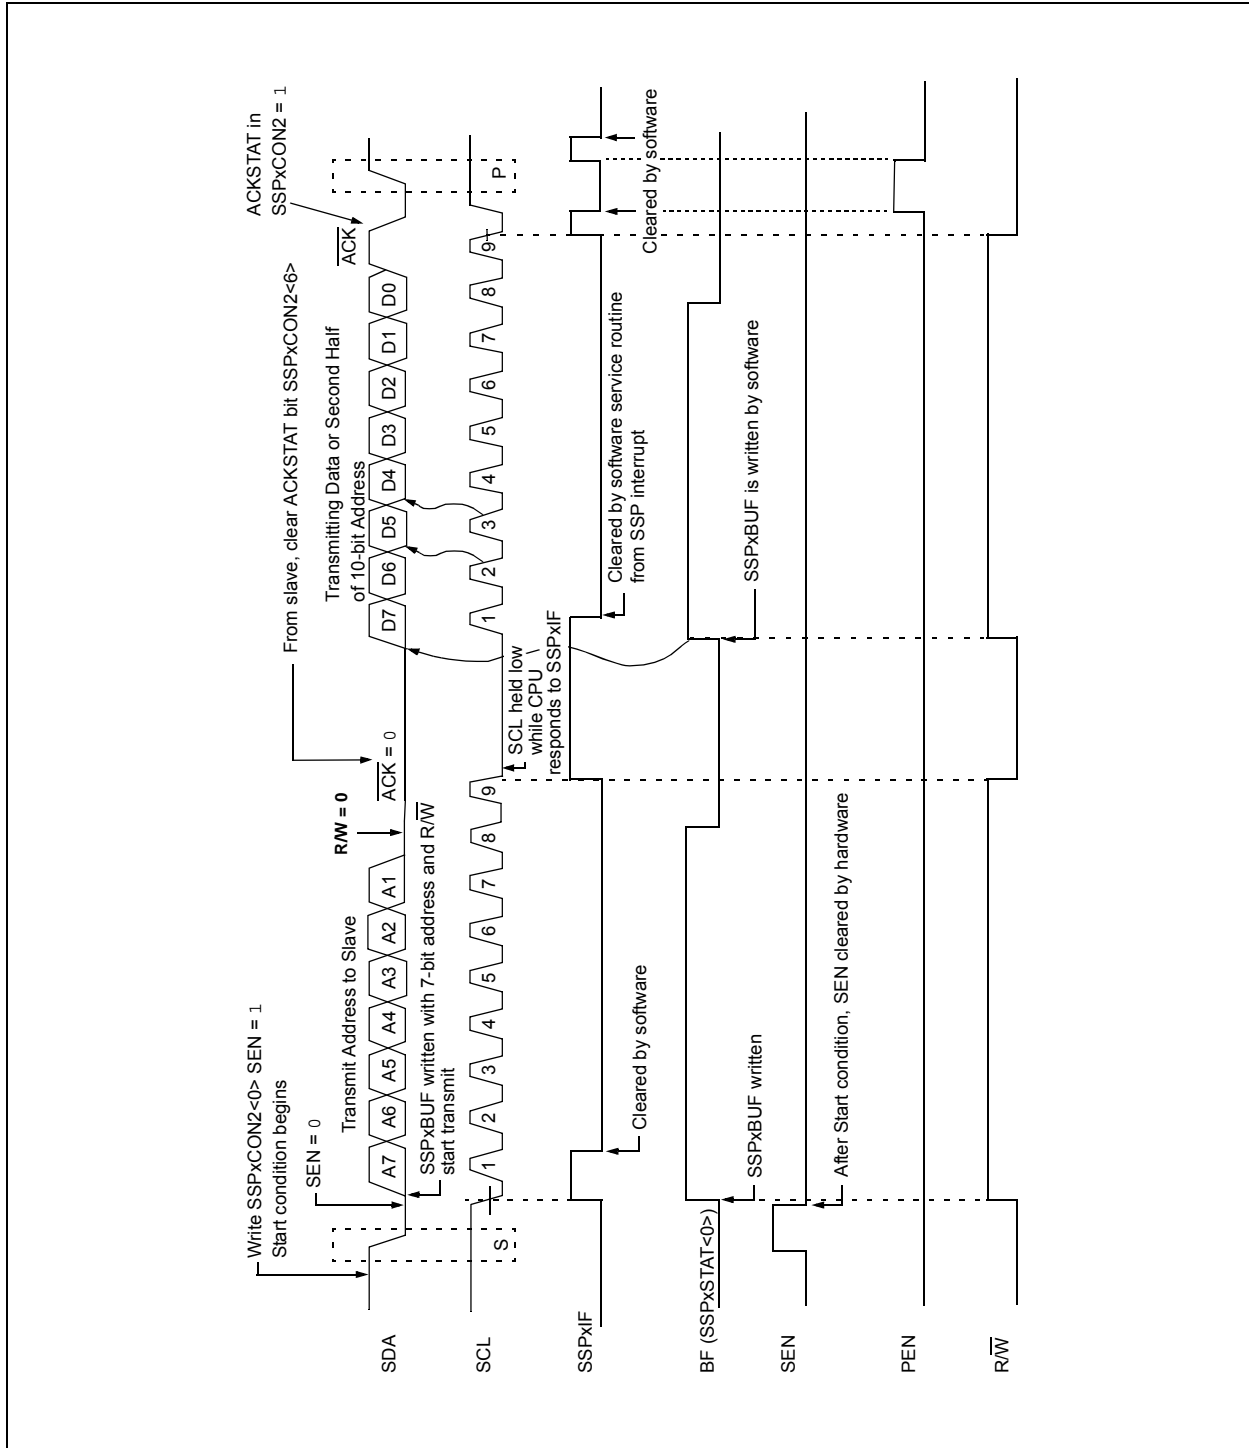 Write SSPxCON2<0> SEN = 1
Start condition begins
SEN = 0
From slave, clear ACKSTAT bit SSPxCON2<6>
ACKSTAT in
SSPxCON2 = 1
Transmit Address to Slave
R/W = 0
ACK = 0
Transmitting Data or Second Half
of 10-bit Address
ACK
SDA
A7 A6 A5 A4 A3 A2 A1
D7 D6 D5 D4 D3 D2 D1 D0
SSPxBUF written with 7-bit address and R/W
start transmit
SCL
S
1 2 3 4 5 6 7 8 9
1 2 3 4 5 6 7 8 9
P
SCL held low
while CPU
responds to SSPxIF
SSPxIF
Cleared by software
Cleared by software service routine
from SSP interrupt
Cleared by software
Cleared by software
BF (SSPxSTAT<0>)
SSPxBUF written
SSPxBUF is written by software
SEN
After Start condition, SEN cleared by hardware
PEN
R/W